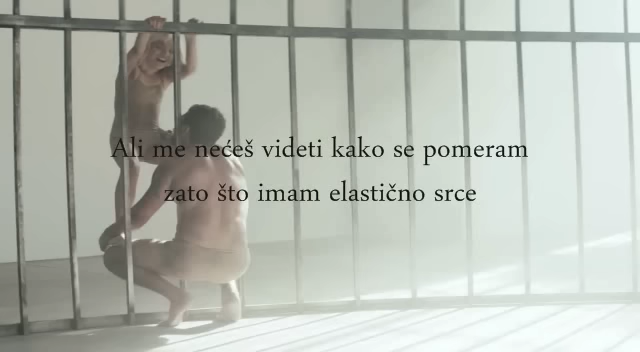 Ali me nećeš videti kako se pomeram
zato što imam elastično srce